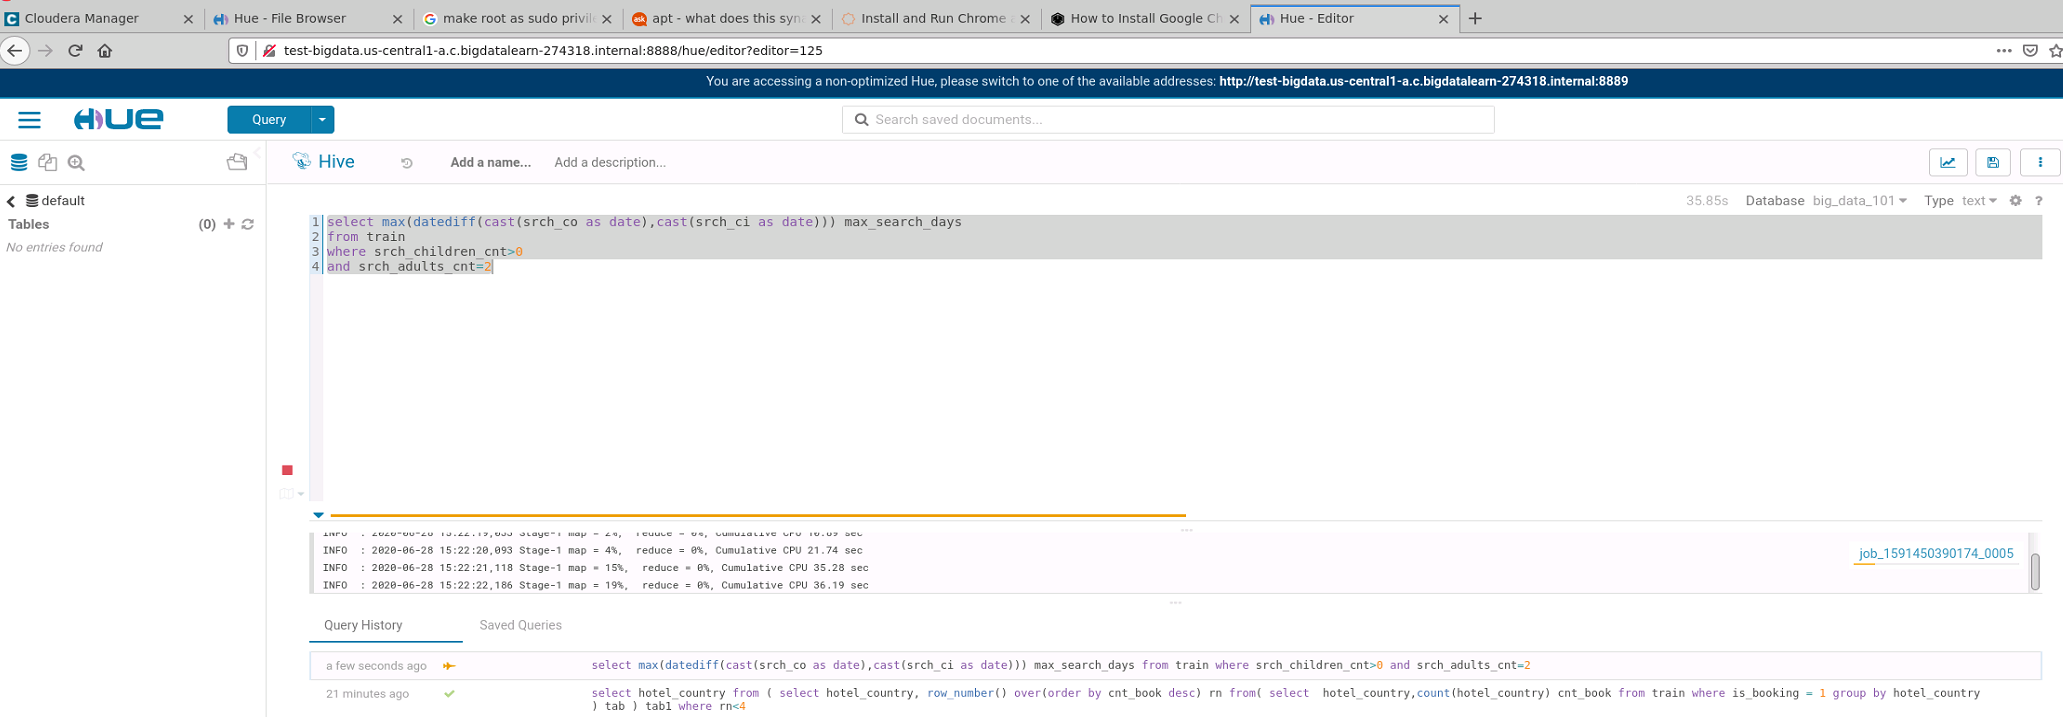 Cloudera Manager
Hue - File Browser
make root as sudo privile
apt - what does this syn
Install and Run Chrome
How to Install Google Ch
Hue - Editor
test-bigdata.us-central1-a.c.bigdatalearn-274318.internal:8888/hue/editor?editor=125
You are accessing a non-optimized Hue, please switch to one of the available addresses: http://test-bigdata.us-central1-a.c.bigdatalearn-274318.internal:8889
HUE
Query
Search saved documents...
Hive
Add a name...
Add a description...
default
35.85s Database big_data_101 Type text ?
Tables (0)
No entries found
1 select max(datediff(cast(srch_co as date),cast(srch_ci as date))) max_search_days
2 from train
3 where srch_children_cnt>0
4 and srch_adults_cnt=2
INFO : 2020-06-28 15:22:19,053 Stage-1 map = 2%, reduce = 0%, Cumulative CPU 10.89 sec
INFO : 2020-06-28 15:22:20,093 Stage-1 map = 4%, reduce = 0%, Cumulative CPU 21.74 sec
INFO : 2020-06-28 15:22:21,118 Stage-1 map = 15%, reduce = 0%, Cumulative CPU 35.28 sec
INFO : 2020-06-28 15:22:22,186 Stage-1 map = 19%, reduce = 0%, Cumulative CPU 36.19 sec
job_1591450390174_0005
Query History
Saved Queries
a few seconds ago select max(datediff(cast(srch_co as date),cast(srch_ci as date))) max_search_days from train where srch_children_cnt>0 and srch_adults_cnt=2
21 minutes ago select hotel_country from ( select hotel_country, row_number() over(order by cnt_book desc) rn from( select hotel_country,count(hotel_country) cnt_book from train where is_booking = 1 group by hotel_country
) tab ) tab1 where rn<4